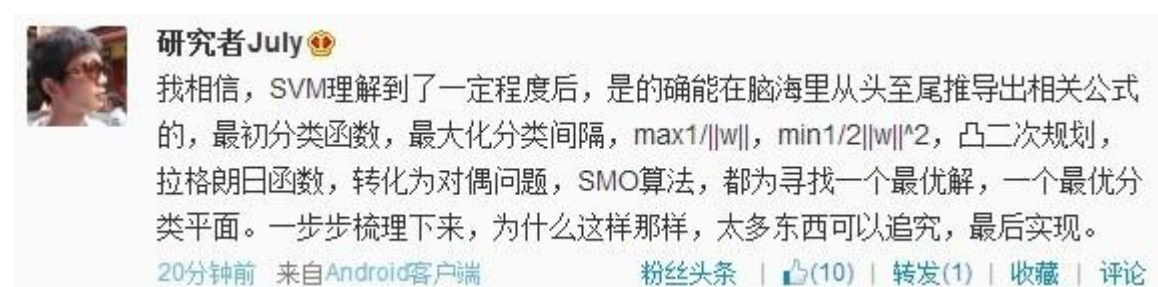 研究者July
我相信，SVM理解到了一定程度后，是的确能在脑海里从头至尾推导出相关公式
的，最初分类函数，最大化分类间隔，max1/||w||，min1/2||w||^2，凸二次规划，
拉格朗日函数，转化为对偶问题，SMO算法，都为寻找一个最优解，一个最优分
类平面。一步步梳理下来，为什么这样那样，太多东西可以追究，最后实现。
20分钟前 来自Android客户端 粉丝头条 | (10) | 转发(1) | 收藏 | 评论